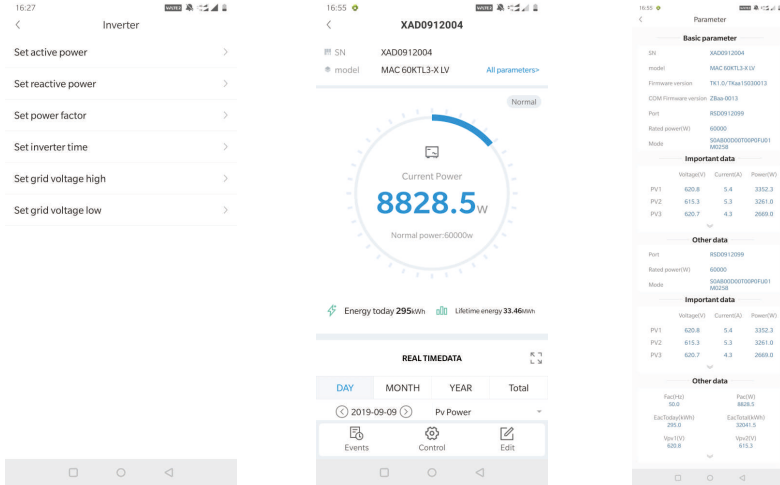 16:27
Inverter
Set active power
Set reactive power
Set power factor
Set inverter time
Set grid voltage high
Set grid voltage low
16:55
XAD0912004
SN XAD0912004
model MAC 60KTL3-X LV All parameters>
Normal
Current Power
8828.5W
Normal power:60000w
Energy today 295kWh Lifetime energy 33.46MWh
REAL TIMEDATA
DAY MONTH YEAR Total
2019-09-09 Pv Power
Events Control Edit
16:55
Parameter
Basic parameter
SN XAD0912004
model MAC 60KTL3-X LV
Firmware version TK1.0/TKaa15030013
COM Firmware version ZBaa-0013
Port RSD0912099
Rated power(W) 60000
Mode S0AB00D00T00P0FU01
M0258
Important data
Voltage(V) Current(A) Power(W)
PV1 620.8 5.4 3352.3
PV2 615.3 5.3 3261.0
PV3 620.7 4.3 2669.0
Other data
Port RSD0912099
Rated power(W) 60000
Mode S0AB00D00T00P0FU01
M0258
Important data
Voltage(V) Current(A) Power(W)
PV1 620.8 5.4 3352.3
PV2 615.3 5.3 3261.0
PV3 620.7 4.3 2669.0
Other data
Fac(Hz) Pac(W)
50.0 8828.5
EacToday(kWh) EacTotal(kWh)
295.0 32041.5
Vpv1(V) Vpv2(V)
620.8 615.3